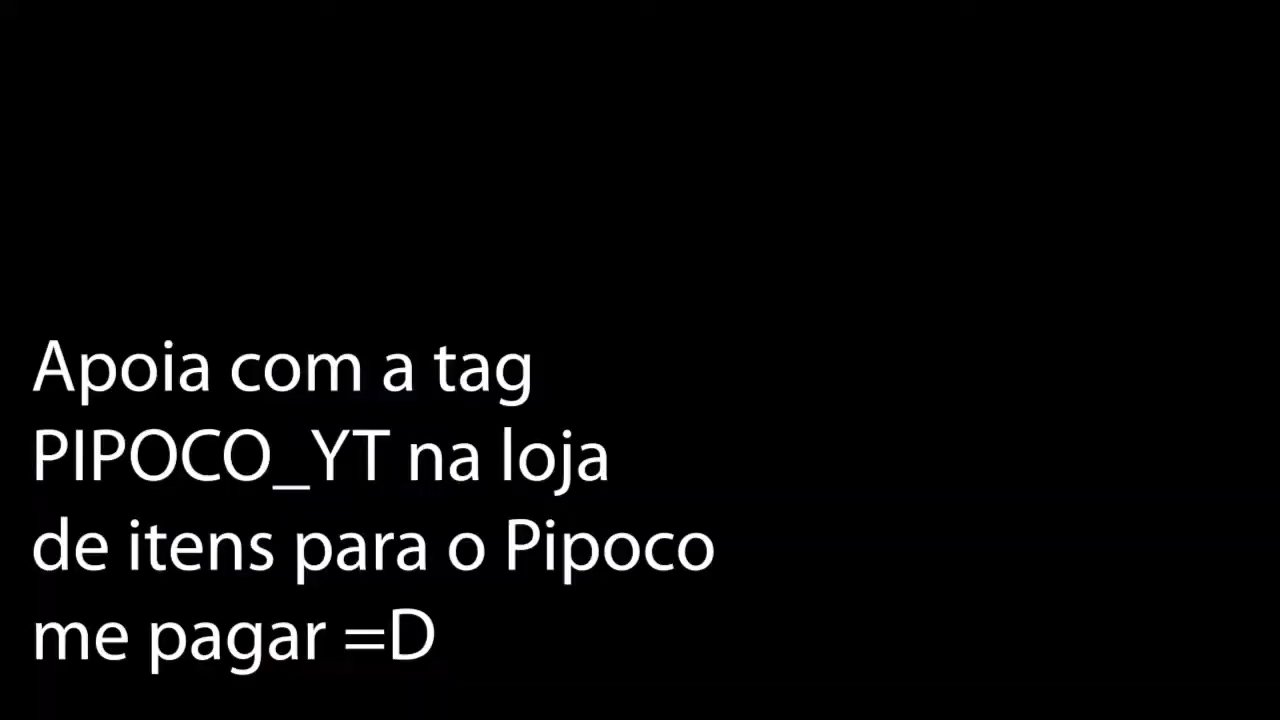 Apoia com a tag
PIPOCO_YT na loja
de itens para o Pipoco
me pagar =D